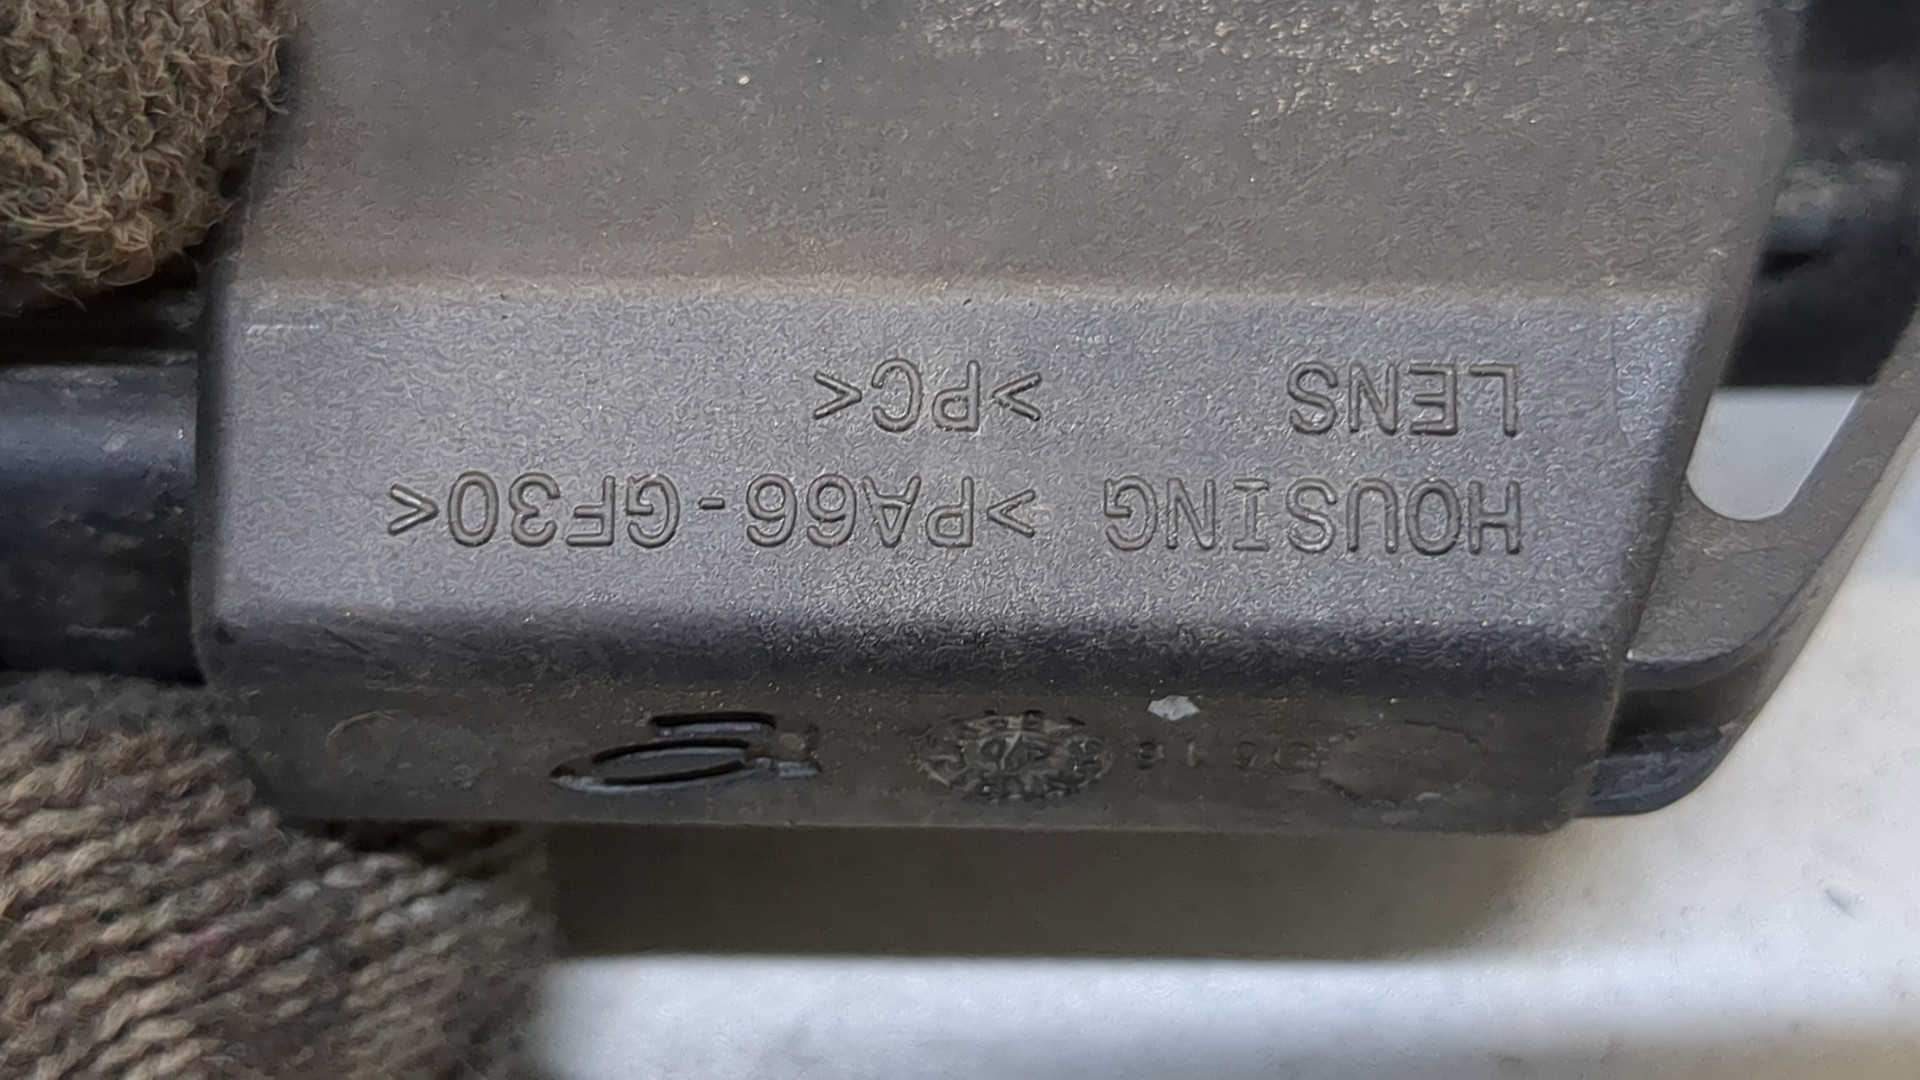 HOUSING >PA66-GF30<
LENS >PC<